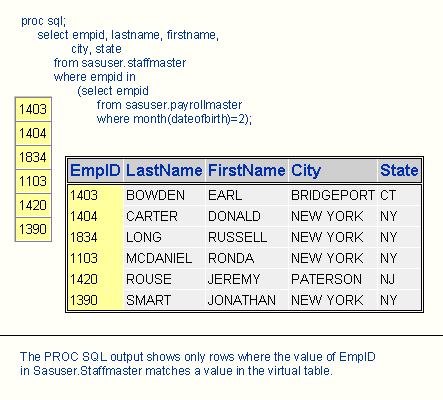 proc sql;
select empid, lastname, firstname,
city, state
from sasuser.staffmaster
where empid in
(select empid
from sasuser.payrollmaster
where month(dateofbirth)=2);
1403
1404
1834
1103
1420
1390
EmpID LastName FirstName City State
1403 BOWDEN EARL BRIDGEPORT CT
1404 CARTER DONALD NEW YORK NY
1834 LONG RUSSELL NEW YORK NY
1103 MCDANIEL RONDA NEW YORK NY
1420 ROUSE JEREMY PATERSON NJ
1390 SMART JONATHAN NEW YORK NY
The PROC SQL output shows only rows where the value of EmpID
in Sasuser.Staffmaster matches a value in the virtual table.